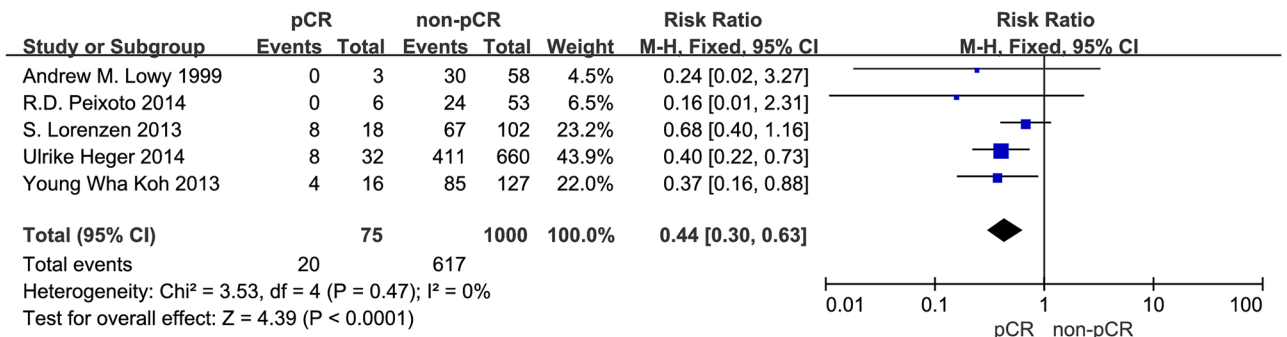 pCR non-pCR Risk Ratio Risk Ratio
Study or Subgroup Events Total Events Total Weight M-H, Fixed, 95% CI M-H, Fixed, 95% CI
Andrew M. Lowy 1999 0 3 30 58 4.5% 0.24 [0.02, 3.27]
R.D. Peixoto 2014 0 6 24 53 6.5% 0.16 [0.01, 2.31]
S. Lorenzen 2013 8 18 67 102 23.2% 0.68 [0.40, 1.16]
Ulrike Heger 2014 8 32 411 660 43.9% 0.40 [0.22, 0.73]
Young Wha Koh 2013 4 16 85 127 22.0% 0.37 [0.16, 0.88]
Total (95% CI) 75 1000 100.0% 0.44 [0.30, 0.63]
Total events 20 617
Heterogeneity: Chi² = 3.53, df = 4 (P = 0.47); I² = 0%
Test for overall effect: Z = 4.39 (P < 0.0001)
0.01 0.1 1 10 100
pCR non-pCR